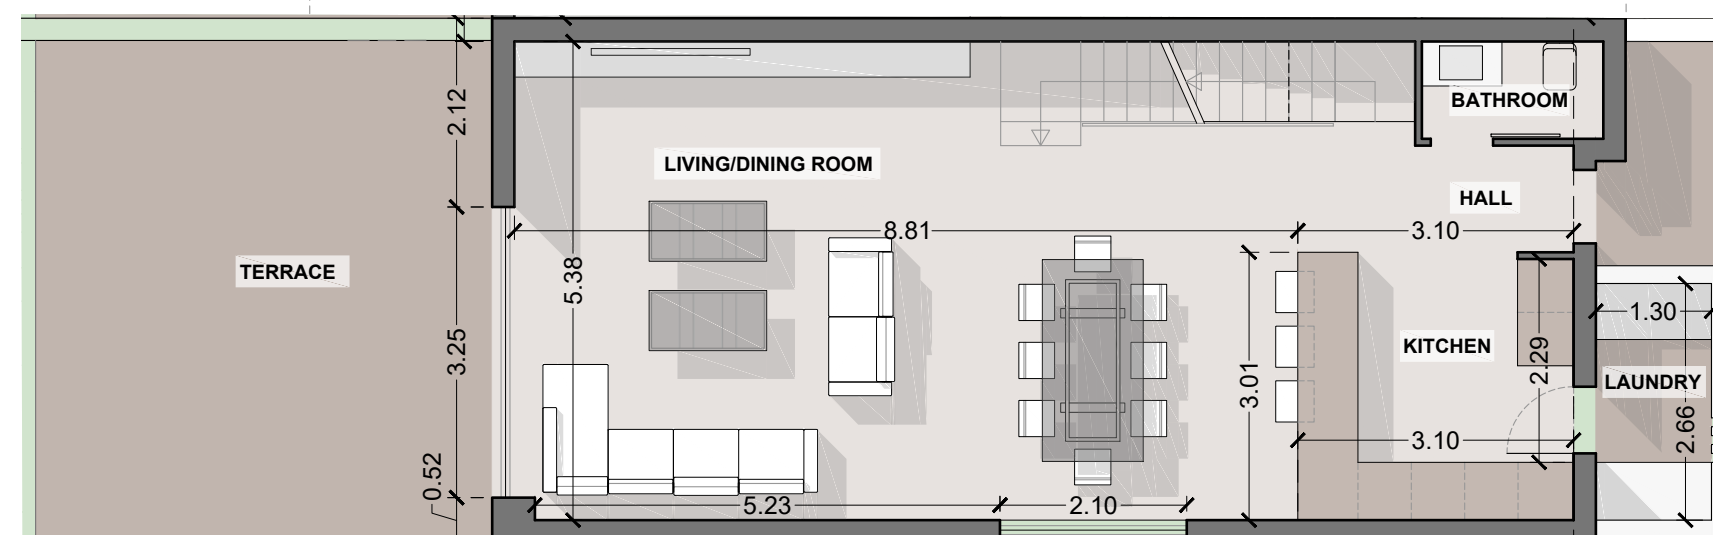 BATHROOM
2.12
LIVING/DINING ROOM
HALL
8.81
3.10
TERRACE
5.38
1.30
3.25
KITCHEN
2.29
3.01
LAUNDRY
2.66
3.10
0.52
5.23
2.10